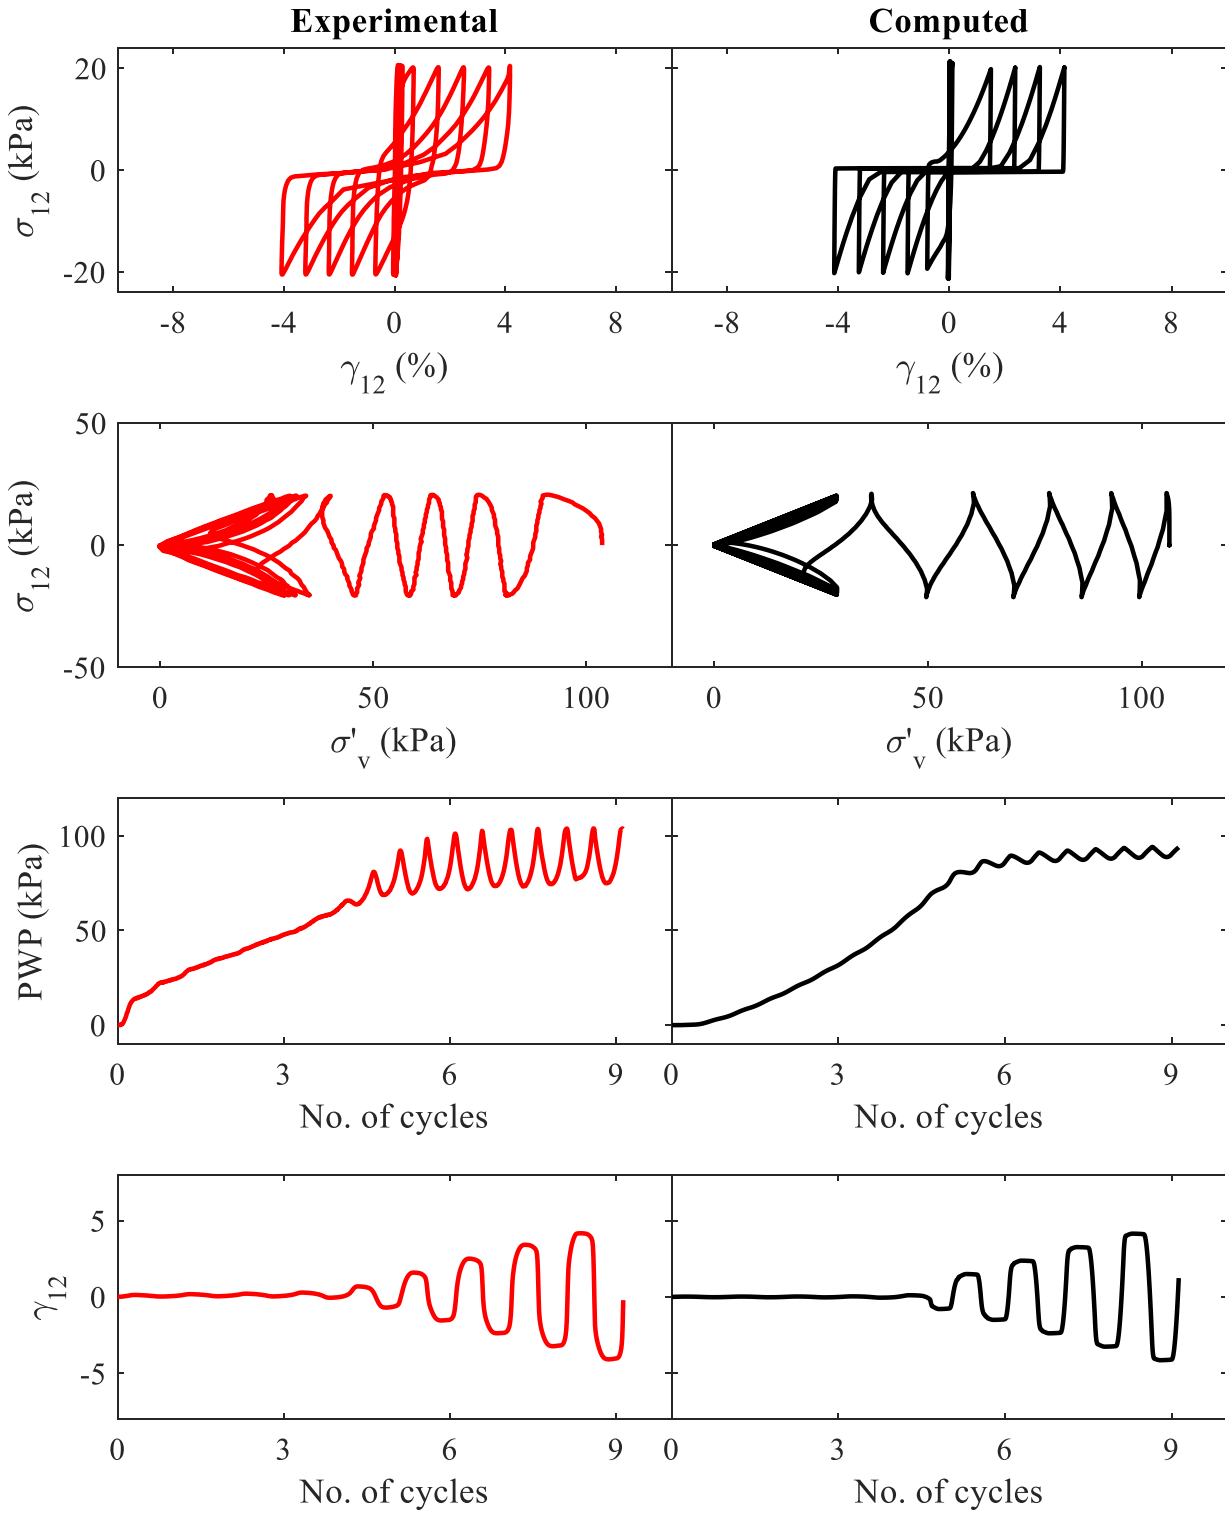 Experimental Computed
20 0 -20
σ12 (kPa)
-8 -4 0 4 8 -8 -4 0 4 8
γ12 (%) γ12 (%)
50 0 -50
σ12 (kPa)
0 50 100 0 50 100
σ'v (kPa) σ'v (kPa)
100 50 0
PWP (kPa)
0 3 6 9 0 3 6 9
No. of cycles No. of cycles
5 0 -5
γ12
0 3 6 9 0 3 6 9
No. of cycles No. of cycles